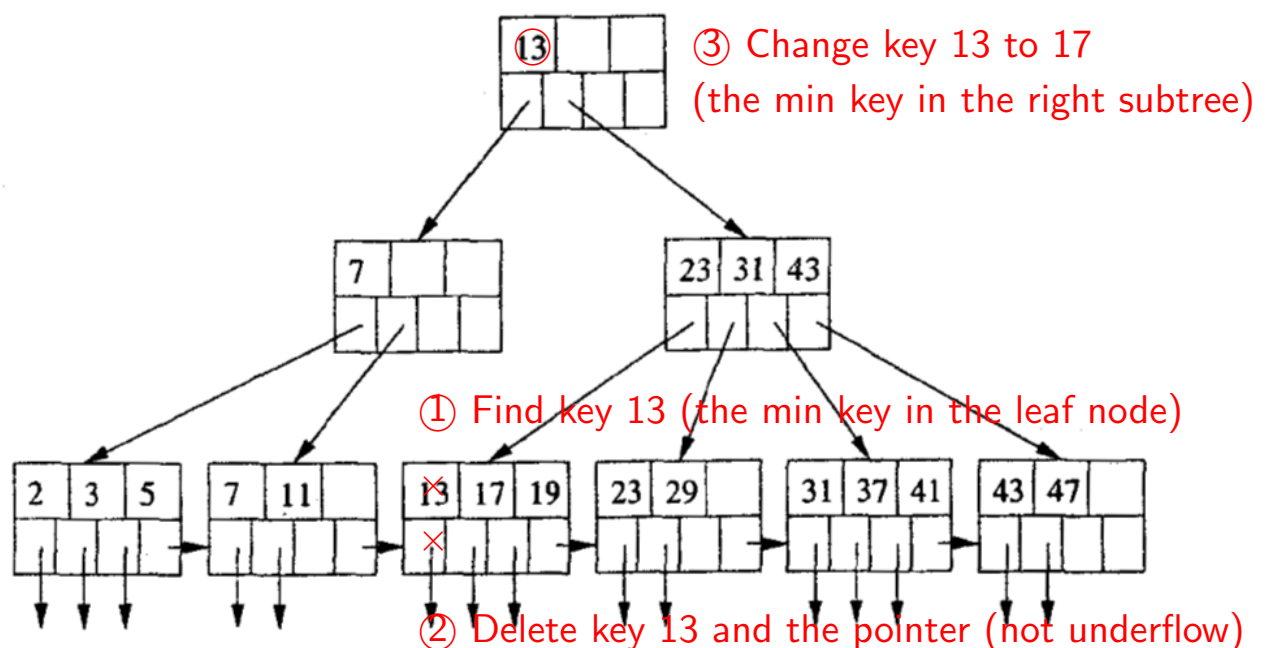 13
③ Change key 13 to 17
(the min key in the right subtree)
7
23 31 43
① Find key 13 (the min key in the leaf node)
2 3 5 7 11 13 17 19 23 29 31 37 41 43 47
② Delete key 13 and the pointer (not underflow)